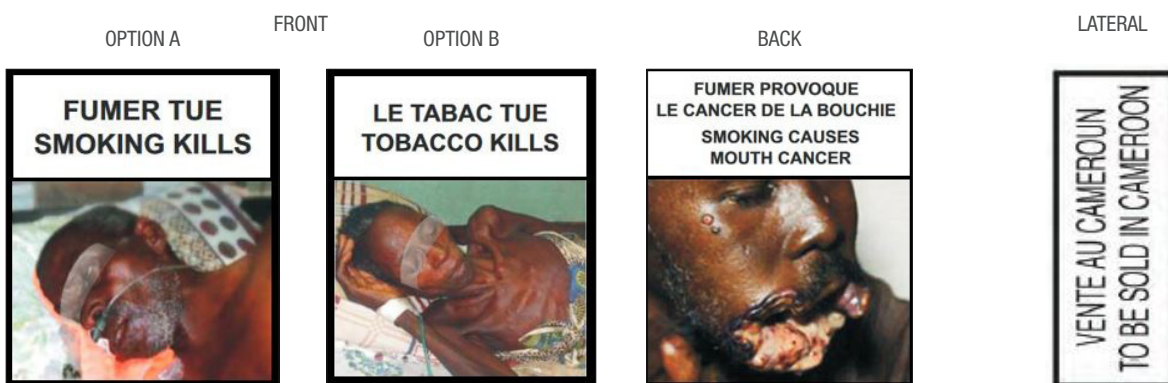 FRONT
LATERAL
OPTION A
OPTION B
BACK
FUMER TUE
SMOKING KILLS
LE TABAC TUE
TOBACCO KILLS
FUMER PROVOQUE
LE CANCER DE LA BOUCHIE
SMOKING CAUSES
MOUTH CANCER
VENTE AU CAMEROUN
TO BE SOLD IN CAMEROON